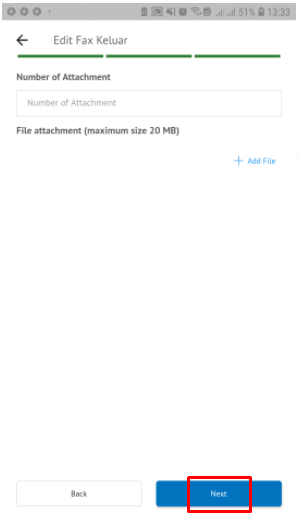 51% 13:33
Edit Fax Keluar
Number of Attachment
Number of Attachment
File attachment (maximum size 20 MB)
+ Add File
Back
Next